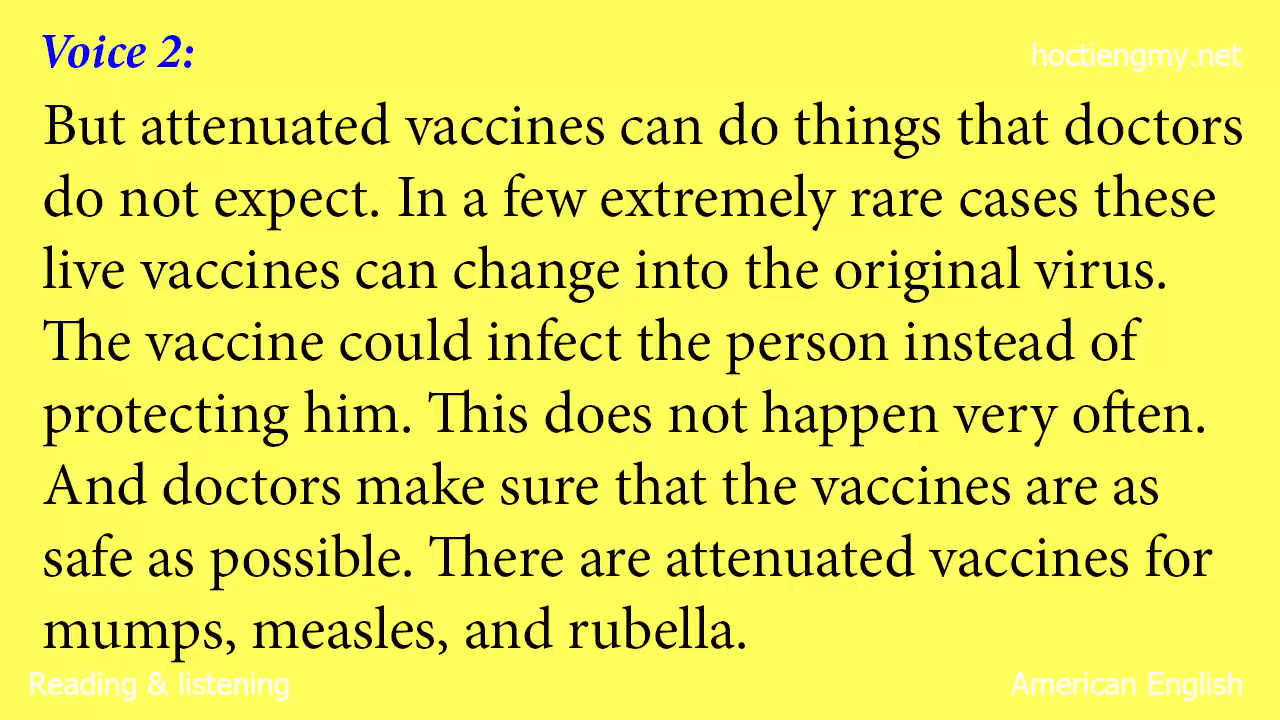 Voice 2:
hoctiengmy.net
But attenuated vaccines can do things that doctors
do not expect. In a few extremely rare cases these
live vaccines can change into the original virus.
The vaccine could infect the person instead of
protecting him. This does not happen very often.
And doctors make sure that the vaccines are as
safe as possible. There are attenuated vaccines for
mumps, measles, and rubella.
Reading & listening
American English